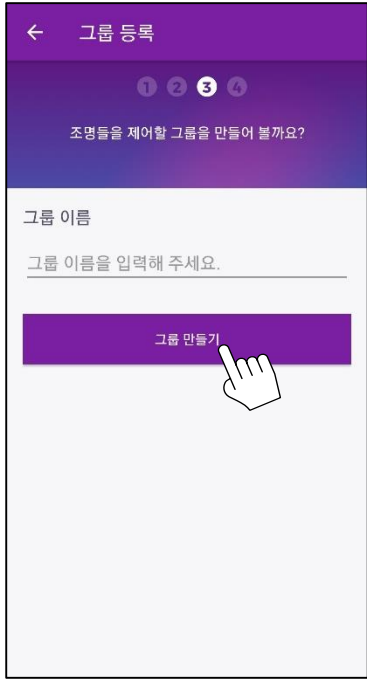 ← 그룹 등록
1 2 3 4
조명들을 제어할 그룹을 만들어 볼까요?
그룹 이름
그룹 이름을 입력해 주세요.
그룹 만들기